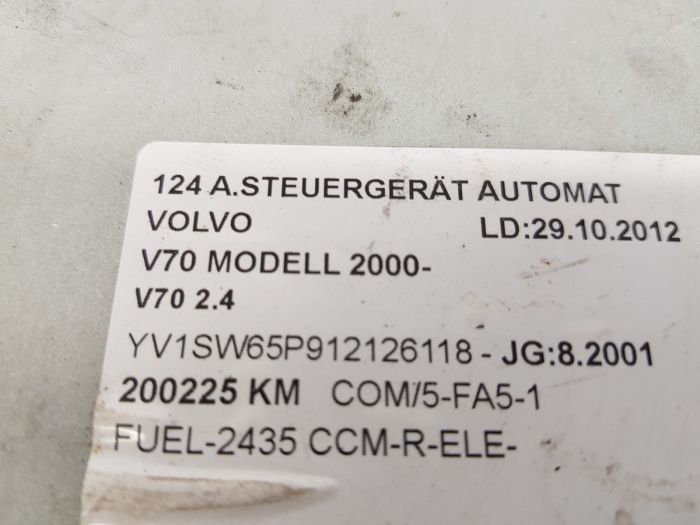 124 A.STEUERGERÄT AUTOMAT
VOLVO LD:29.10.2012
V70 MODELL 2000-
V70 2.4
YV1SW65P912126118 - JG:8.2001
200225 KM COM/5-FA5-1
FUEL-2435 CCM-R-ELE-